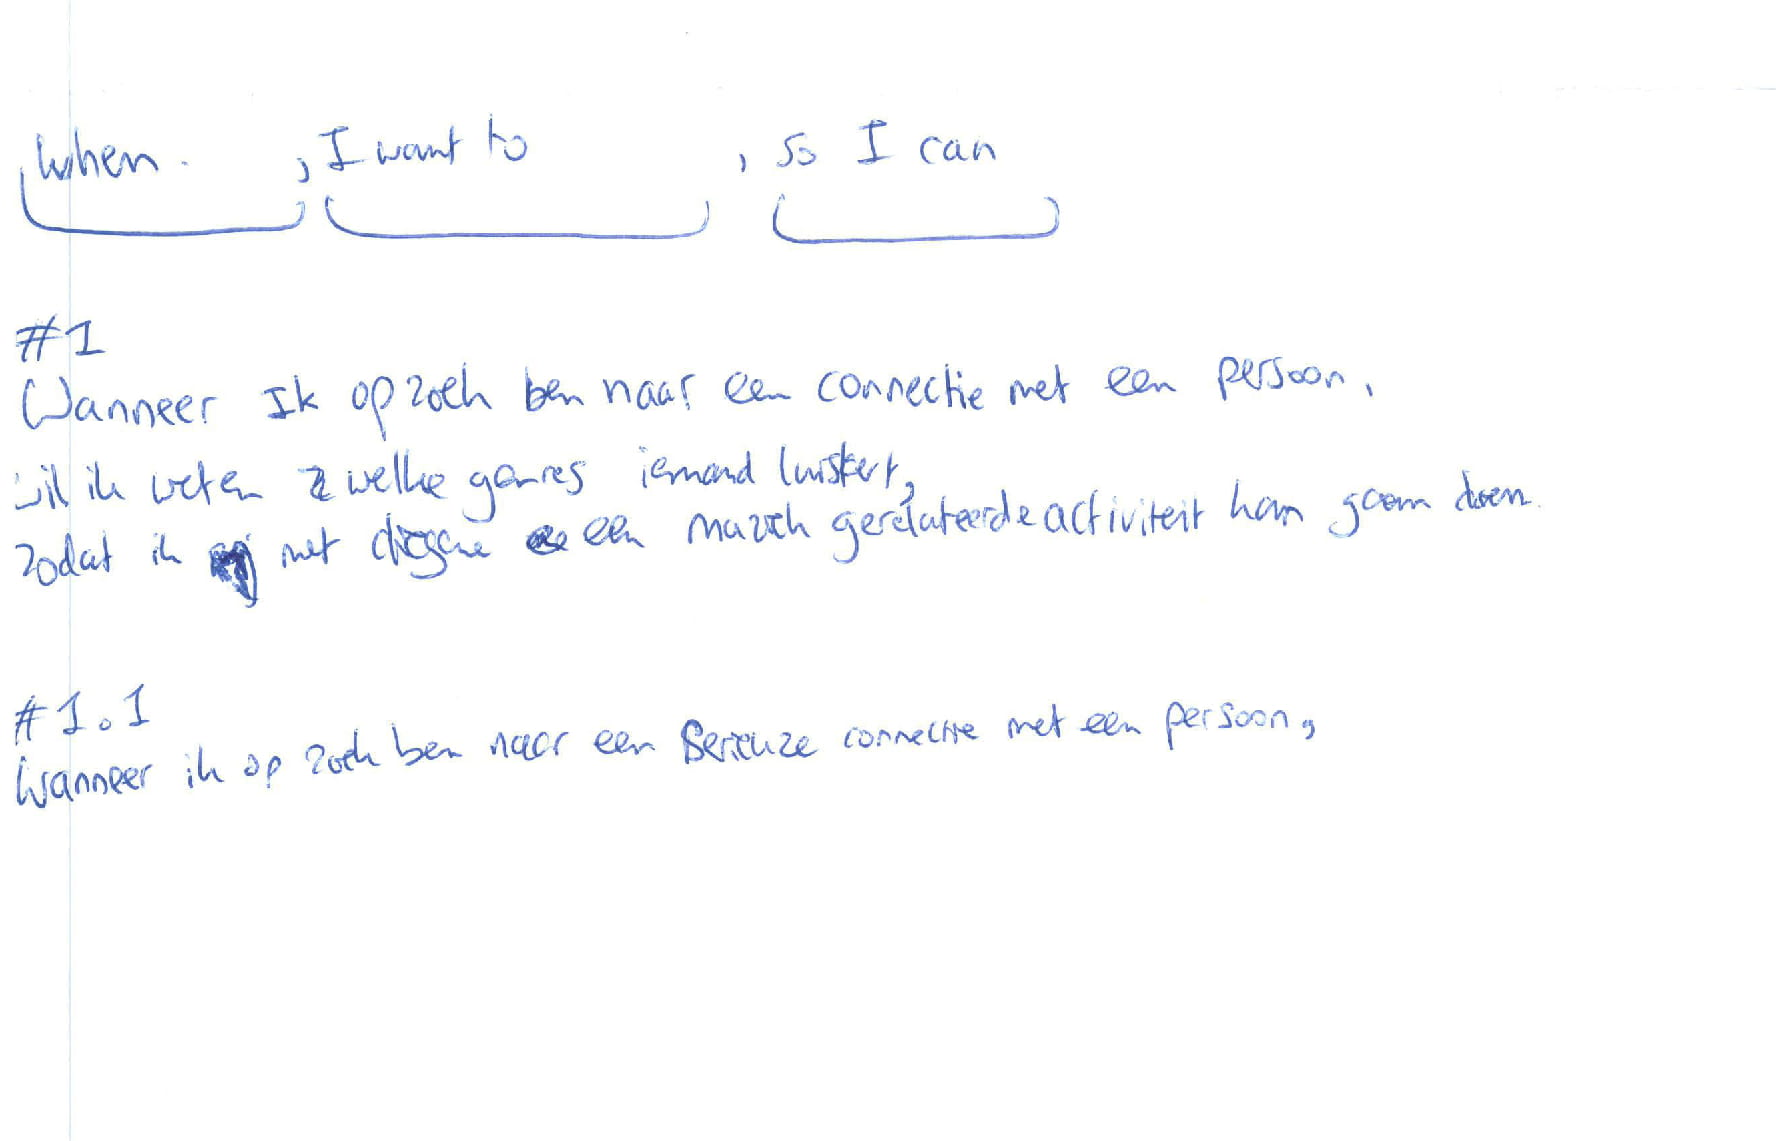 when. , I want to , so I can
#1
Wanneer Ik op zoek ben naar een connectie met een persoon,
wil ik weten welke genres iemand luistert,
zodat ik met diegene een muziek gerelateerde activiteit kan gaan doen.
#1.1
Wanneer ik op zoek ben naar een Serieuze connectie met een persoon,